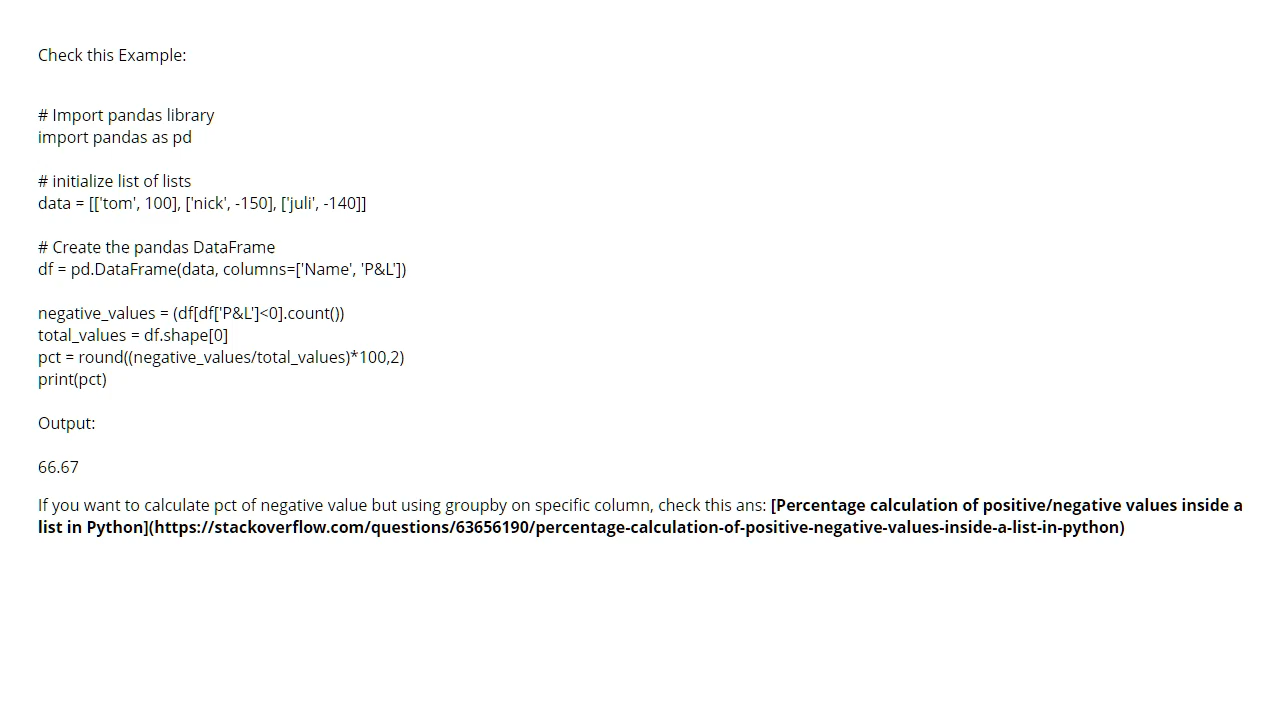 Check this Example:
# Import pandas library
import pandas as pd
# initialize list of lists
data = [['tom', 100], ['nick', -150], ['juli', -140]]
# Create the pandas DataFrame
df = pd.DataFrame(data, columns=['Name', 'P&L'])
negative_values = (df[df['P&L']<0].count())
total_values = df.shape[0]
pct = round((negative_values/total_values)*100,2)
print(pct)
Output:
66.67
If you want to calculate pct of negative value but using groupby on specific column, check this ans: [Percentage calculation of positive/negative values inside a
list in Python](https://stackoverflow.com/questions/63656190/percentage-calculation-of-positive-negative-values-inside-a-list-in-python)